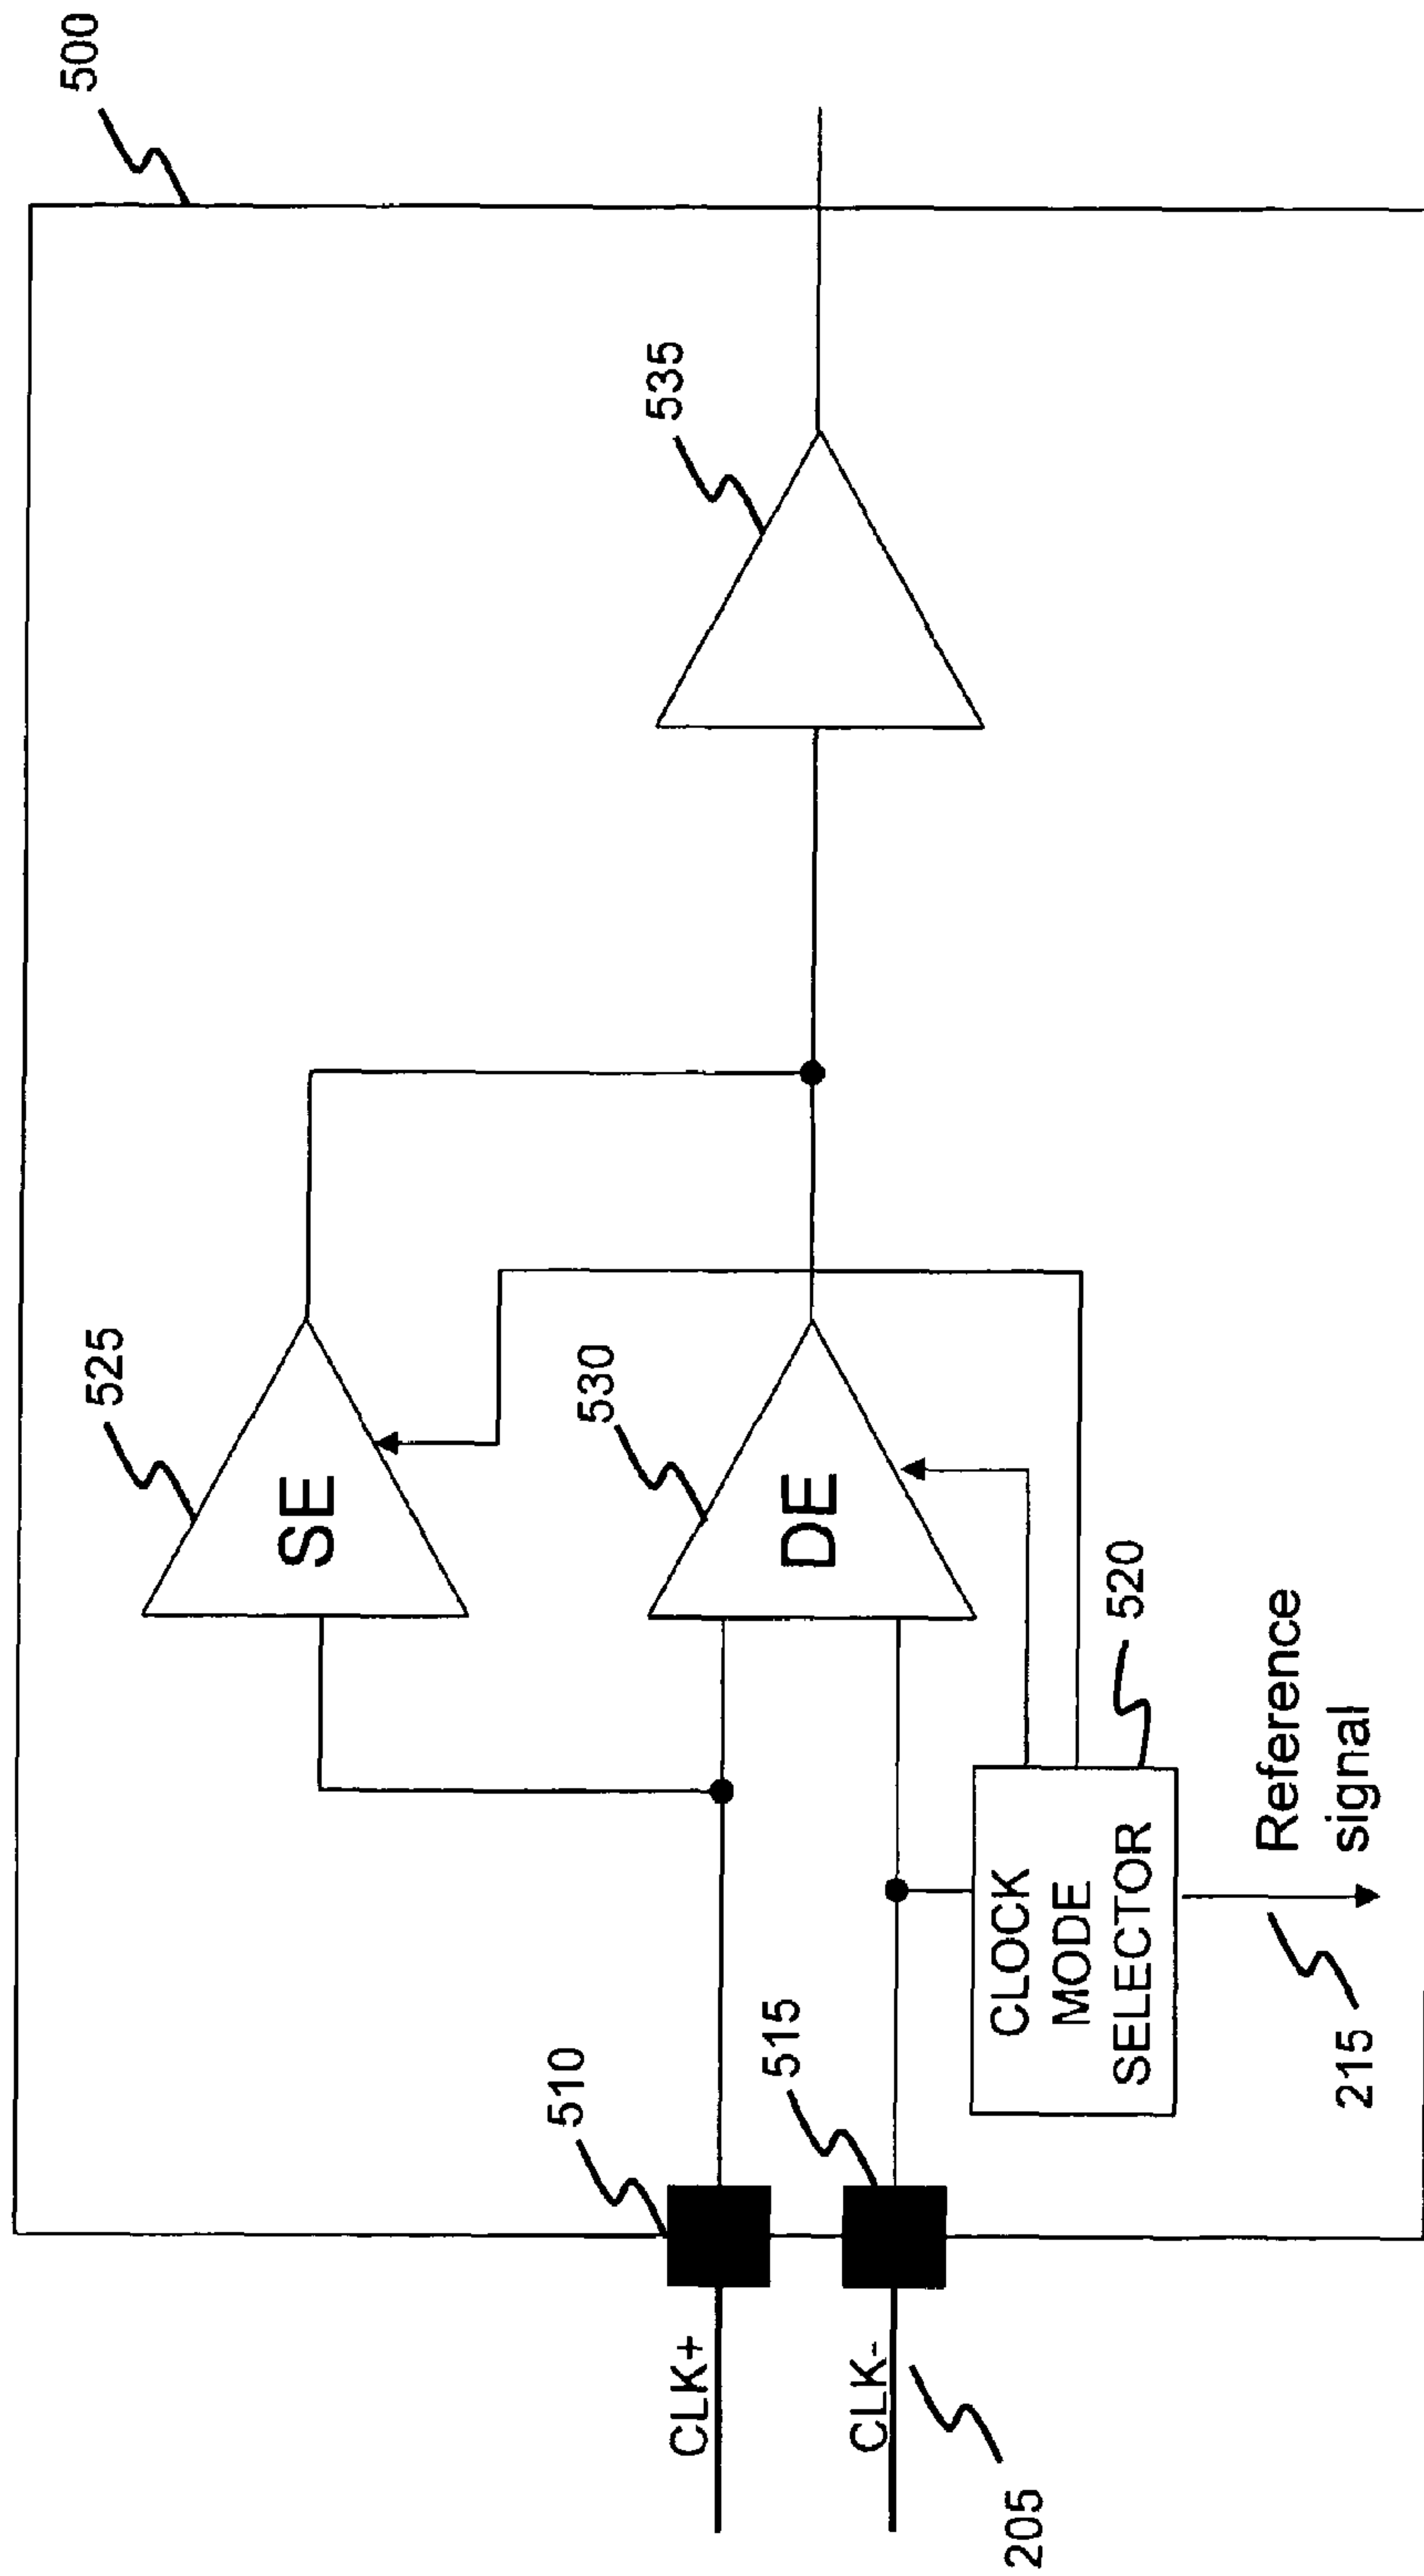 500
535
525
SE
530
DE
510
CLK+
515
CLK-
205
CLOCK
MODE
SELECTOR
520
Reference
signal
215